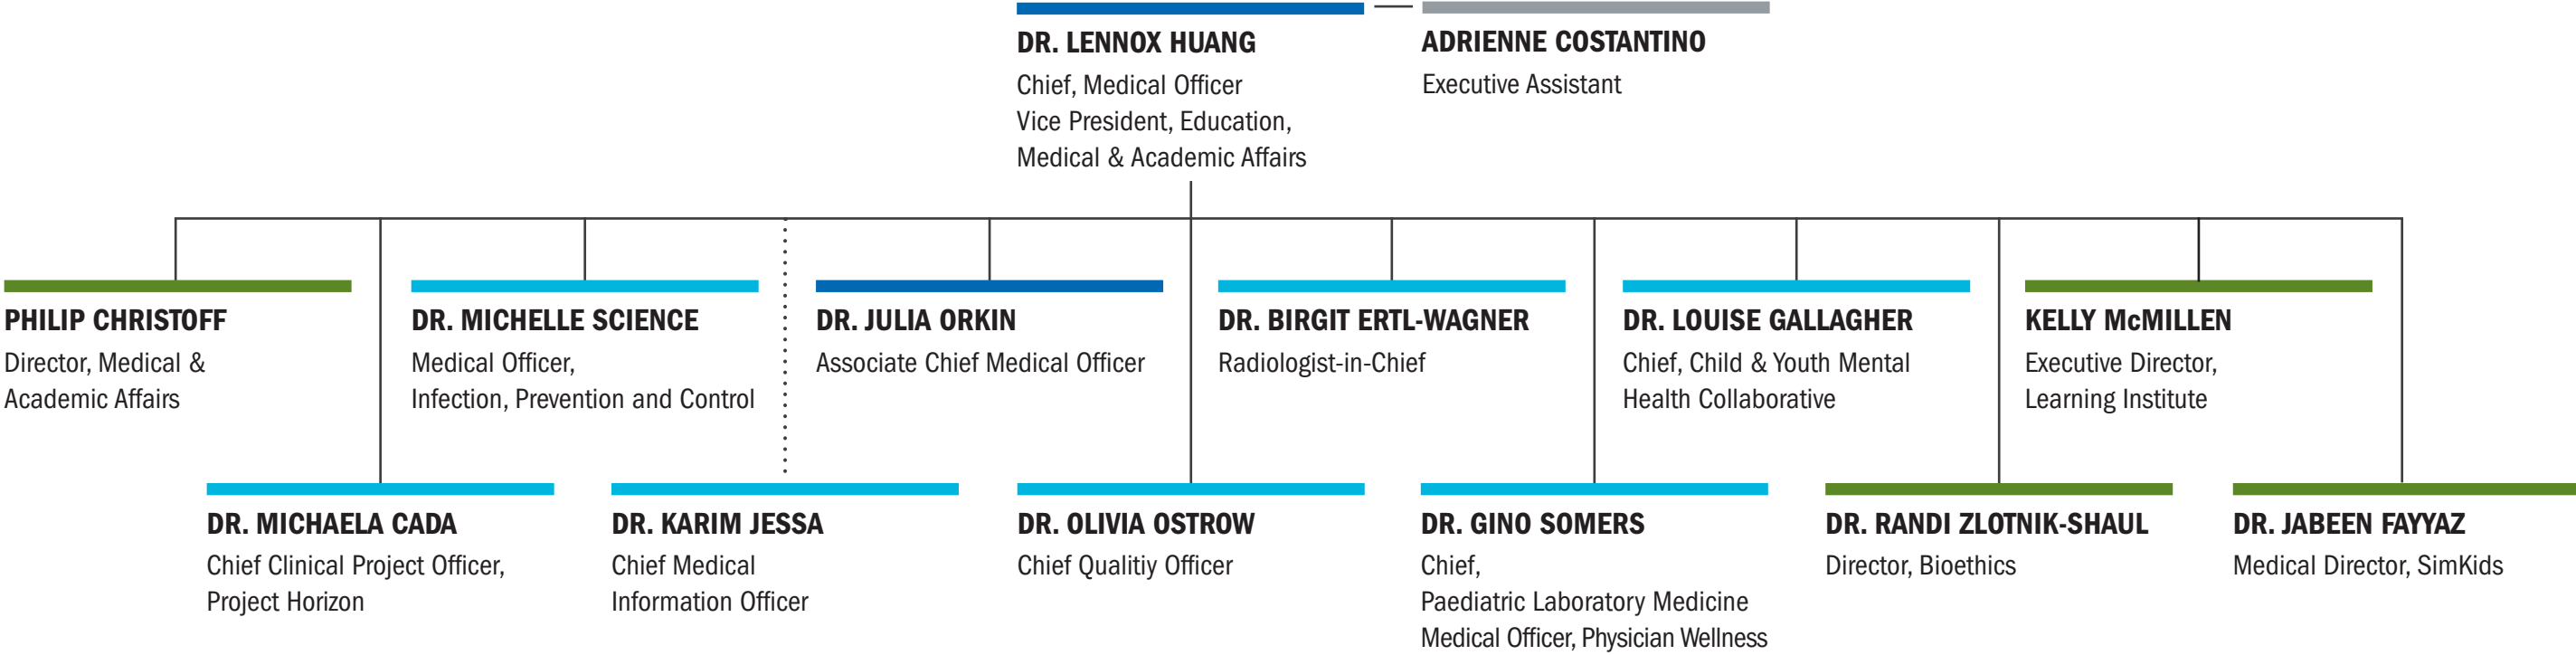 DR. LENNOX HUANG
Chief, Medical Officer
Vice President, Education,
Medical & Academic Affairs
ADRIENNE COSTANTINO
Executive Assistant
PHILIP CHRISTOFF
Director, Medical &
Academic Affairs
DR. MICHELLE SCIENCE
Medical Officer,
Infection, Prevention and Control
DR. JULIA ORKIN
Associate Chief Medical Officer
DR. BIRGIT ERTL-WAGNER
Radiologist-in-Chief
DR. LOUISE GALLAGHER
Chief, Child & Youth Mental
Health Collaborative
KELLY McMILLEN
Executive Director,
Learning Institute
DR. MICHAELA CADA
Chief Clinical Project Officer,
Project Horizon
DR. KARIM JESSA
Chief Medical
Information Officer
DR. OLIVIA OSTROW
Chief Qualitiy Officer
DR. GINO SOMERS
Chief,
Paediatric Laboratory Medicine
Medical Officer, Physician Wellness
DR. RANDI ZLOTNIK-SHAUL
Director, Bioethics
DR. JABEEN FAYYAZ
Medical Director, SimKids